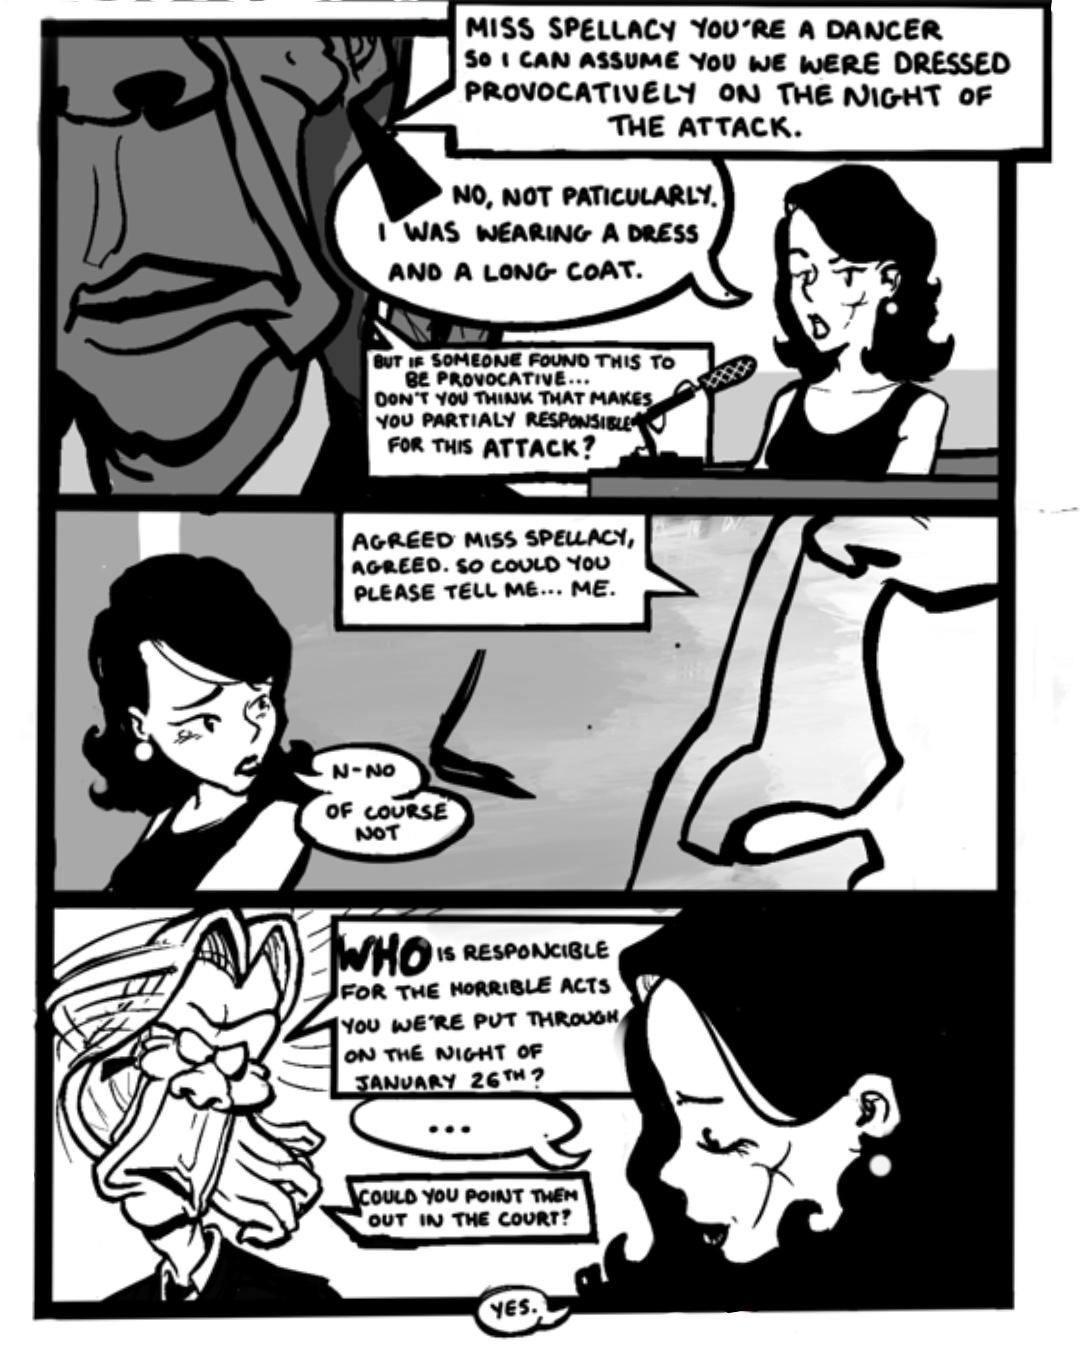 MISS SPELLACY YOU'RE A DANCER
SO I CAN ASSUME YOU WE WERE DRESSED
PROVOCATIVELY ON THE NIGHT OF
THE ATTACK.
NO, NOT PATICULARLY.
I WAS WEARING A DRESS
AND A LONG COAT.
BUT IF SOMEONE FOUND THIS TO
BE PROVOCATIVE...
DON'T YOU THINK THAT MAKES
YOU PARTIALY RESPONSIBLE
FOR THIS ATTACK?
AGREED MISS SPELLACY,
AGREED. SO COULD YOU
PLEASE TELL ME... ME.
N-NO
OF COURSE
NOT
WHO IS RESPONCIBLE
FOR THE HORRIBLE ACTS
YOU WE'RE PUT THROUGH
ON THE NIGHT OF
JANUARY 26TH?
...
COULD YOU POINT THEM
OUT IN THE COURT?
YES.